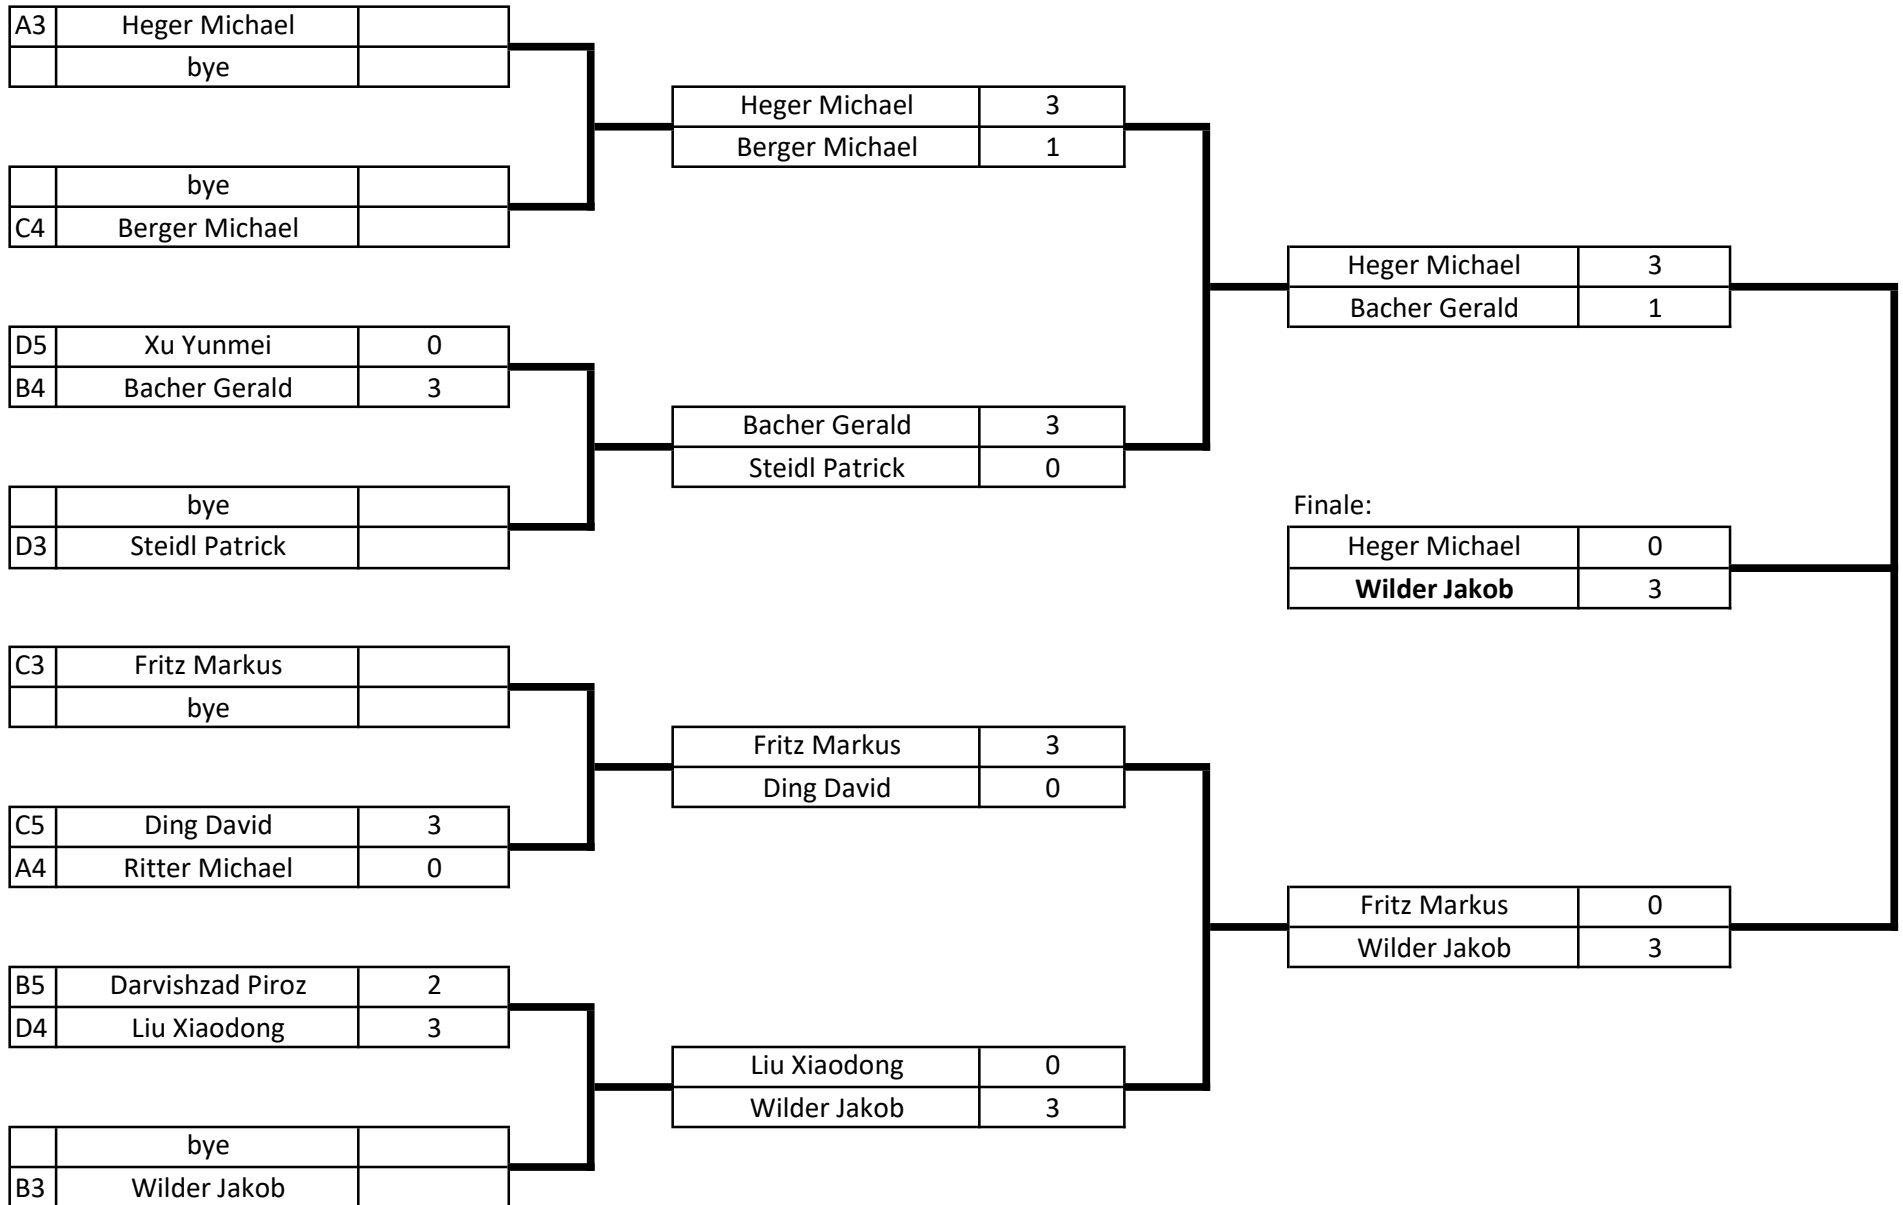 A3 Heger Michael
bye
bye
C4 Berger Michael
D5 Xu Yunmei 0
B4 Bacher Gerald 3
bye
D3 Steidl Patrick
C3 Fritz Markus
bye
C5 Ding David 3
A4 Ritter Michael 0
B5 Darvishzad Piroz 2
D4 Liu Xiaodong 3
bye
B3 Wilder Jakob
Heger Michael 3
Berger Michael 1
Bacher Gerald 3
Steidl Patrick 0
Fritz Markus 3
Ding David 0
Liu Xiaodong 0
Wilder Jakob 3
Heger Michael 3
Bacher Gerald 1
Finale:
Heger Michael 0
Wilder Jakob 3
Fritz Markus 0
Wilder Jakob 3